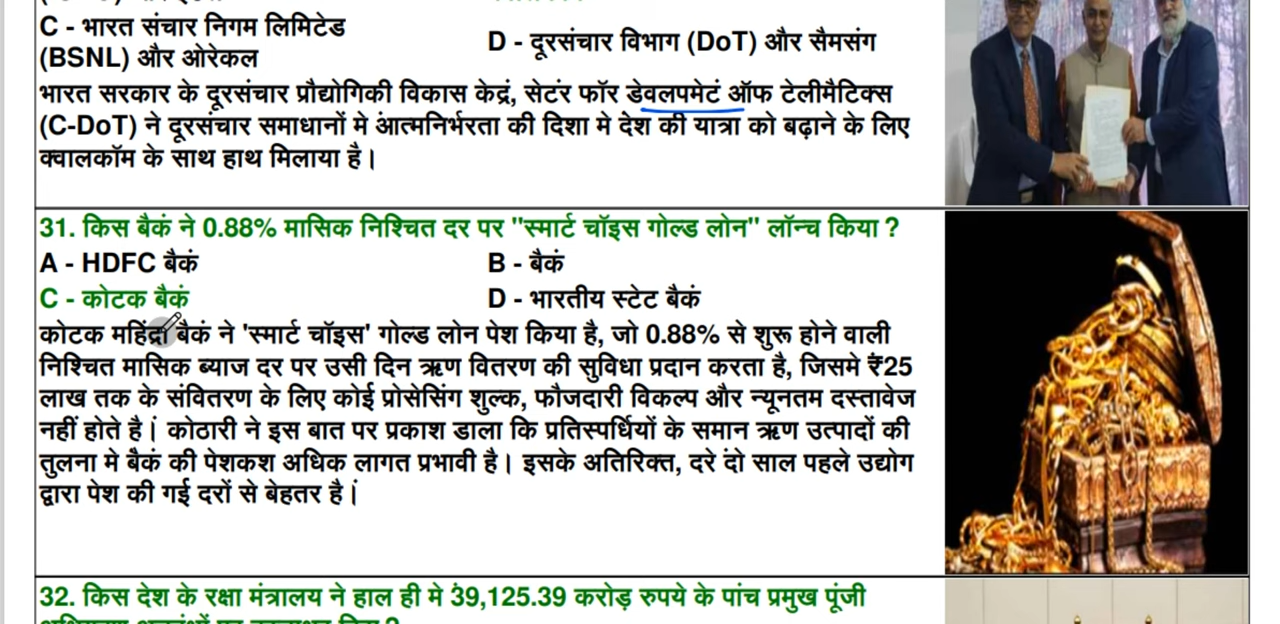 C - भारत संचार निगम लिमिटेड
(BSNL) और ओरेकल
D - दूरसंचार विभाग (DoT) और सैमसंग
भारत सरकार के दूरसंचार प्रौद्योगिकी विकास केद्रं, सेटंर फॉर डेवलपमेटं ऑफ टेलीमैटिक्स
(C-DoT) ने दूरसंचार समाधानों मे आंत्मनिर्भरता की दिशा मे देश की यात्रा को बढ़ाने के लिए
क्वालकॉम के साथ हाथ मिलाया है।
31. किस बैकं ने 0.88% मासिक निश्चित दर पर "स्मार्ट चॉइस गोल्ड लोन" लॉन्च किया ?
A - HDFC बैकं
B - बैकं
C - कोटक बैकं
D - भारतीय स्टेट बैकं
कोटक महिंद्रा बैकं ने 'स्मार्ट चॉइस' गोल्ड लोन पेश किया है, जो 0.88% से शुरू होने वाली
निश्चित मासिक ब्याज दर पर उसी दिन ऋण वितरण की सुविधा प्रदान करता है, जिसमे ₹25
लाख तक के संवितरण के लिए कोई प्रोसेसिंग शुल्क, फौजदारी विकल्प और न्यूनतम दस्तावेज
नहीं होते है। कोठारी ने इस बात पर प्रकाश डाला कि प्रतिस्पर्धियों के समान ऋण उत्पादों की
तुलना मे बैकं की पेशकश अधिक लागत प्रभावी है। इसके अतिरिक्त, दरे दो साल पहले उद्योग
द्वारा पेश की गई दरों से बेहतर है।
32. किस देश के रक्षा मंत्रालय ने हाल ही मे 39,125.39 करोड़ रुपये के पांच प्रमुख पूंजी